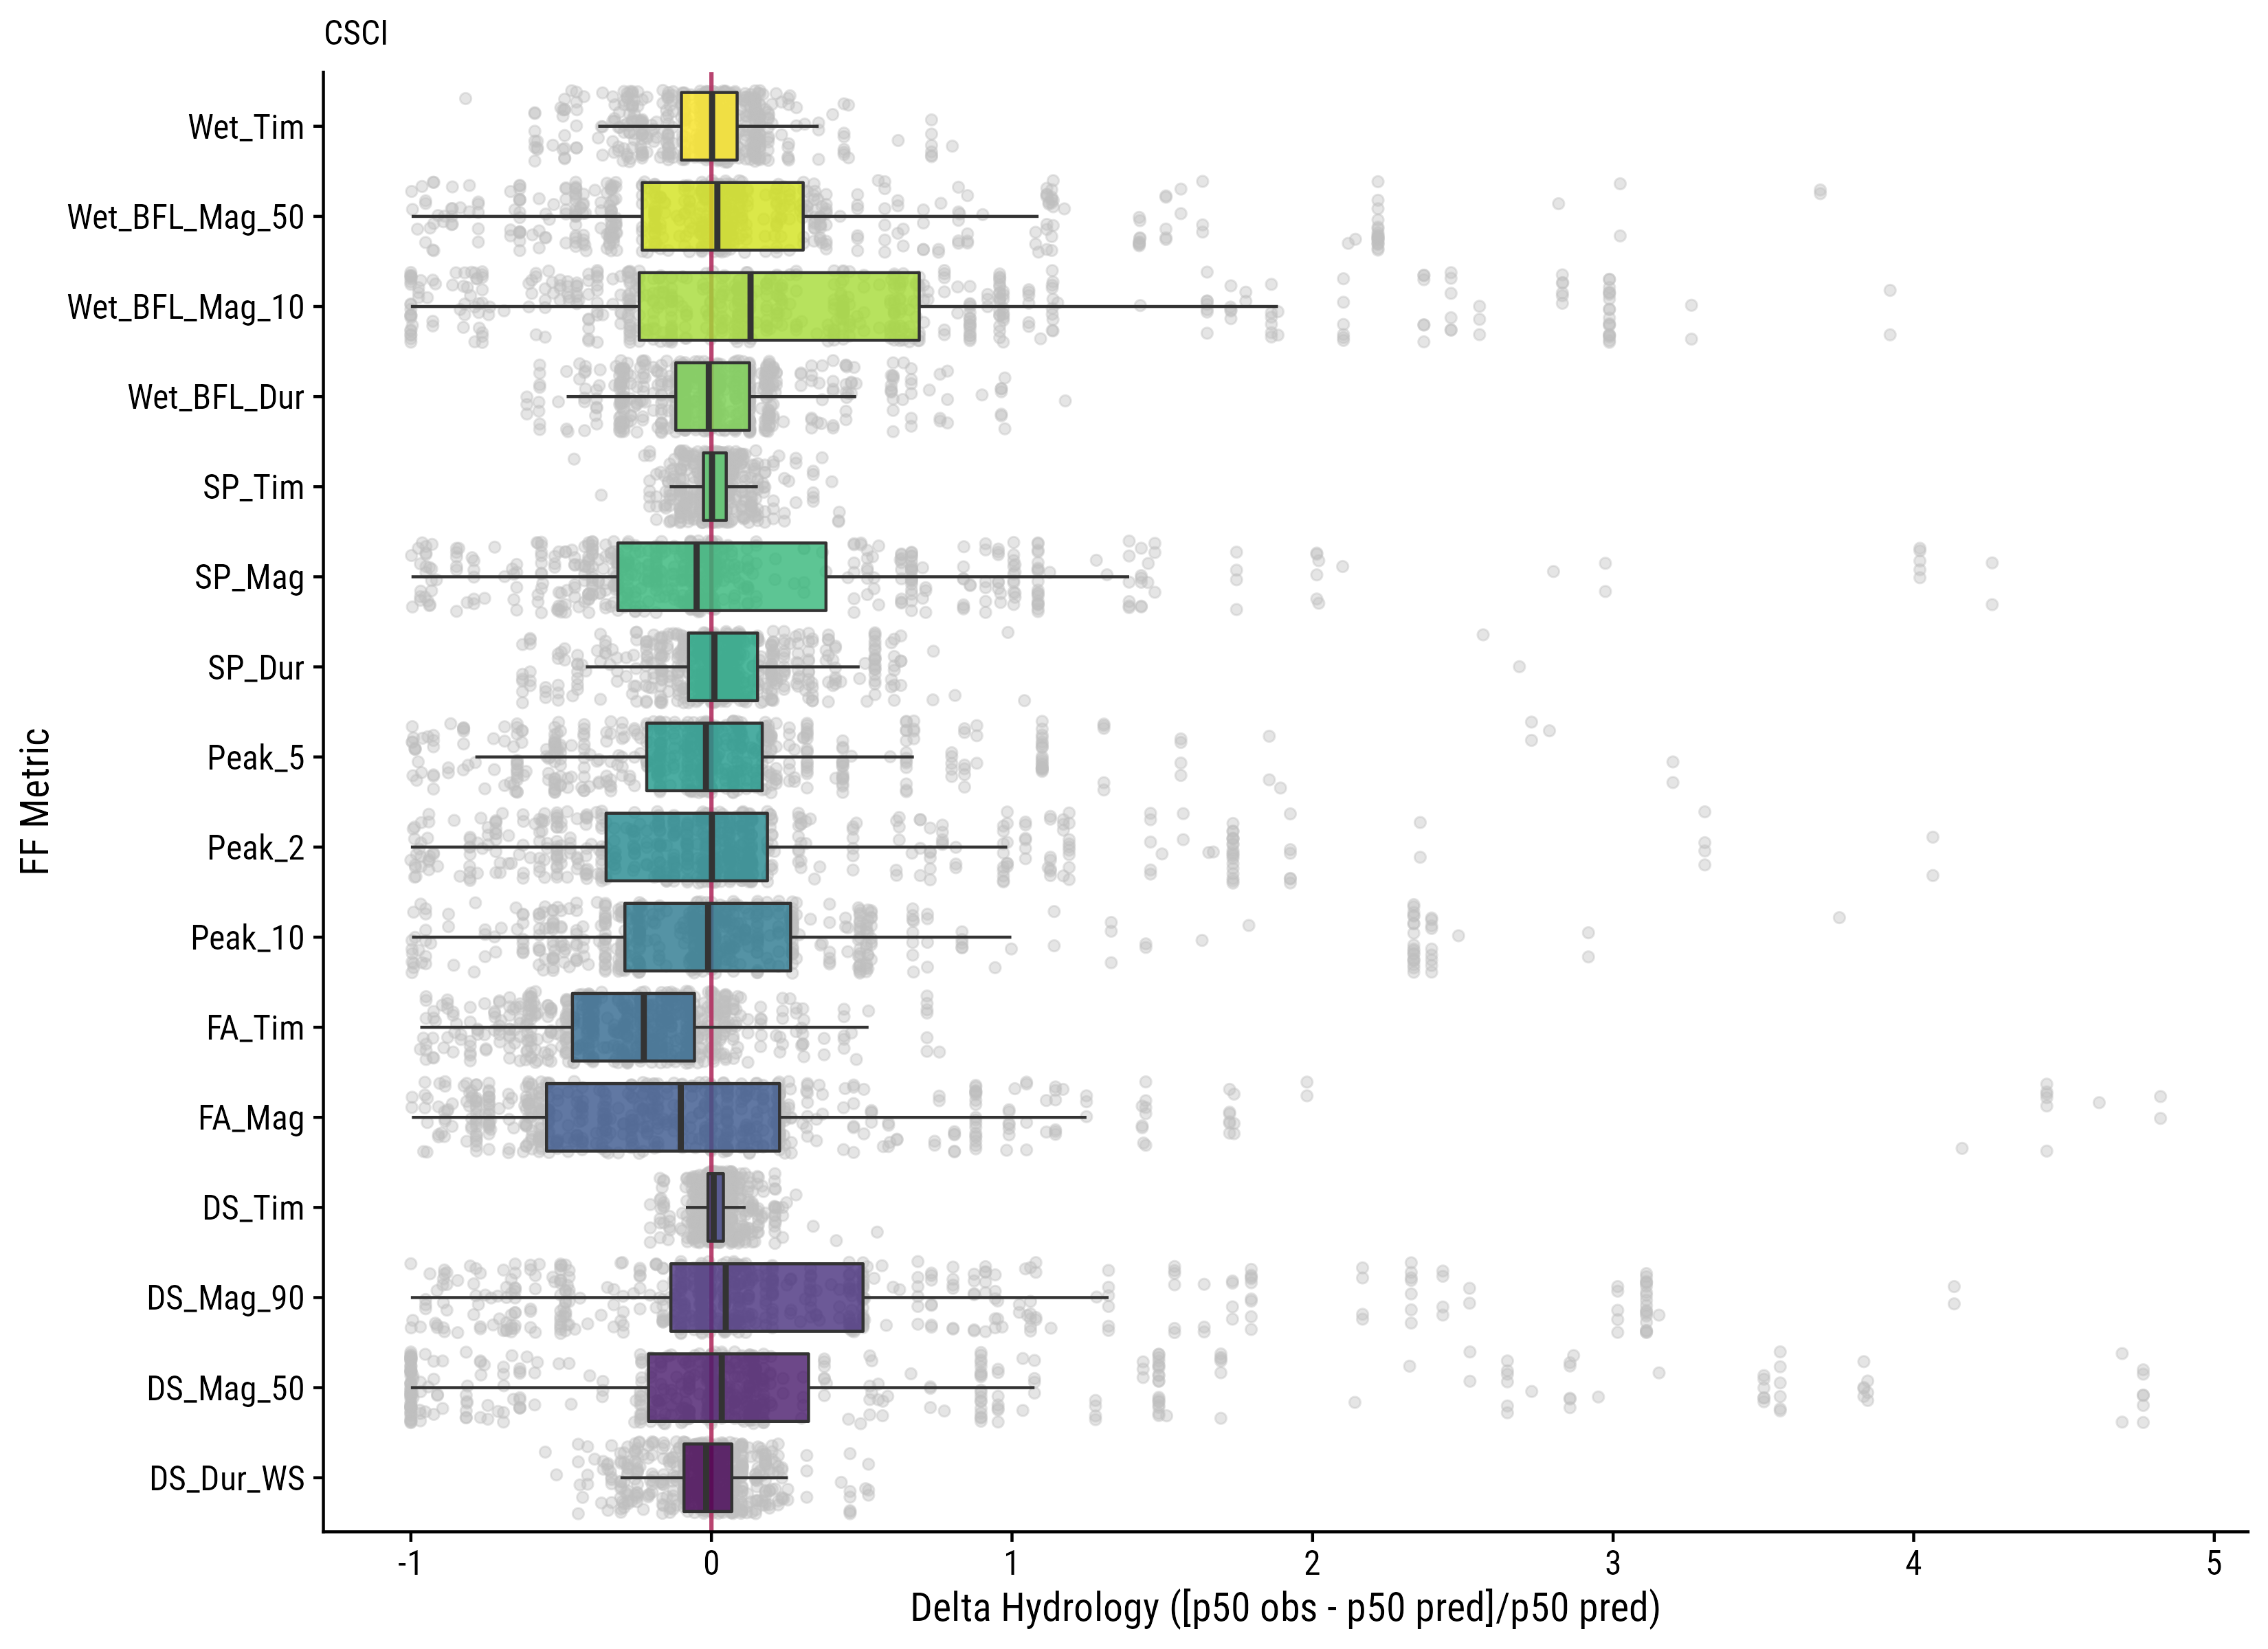 CSCI
Wet_Tim
Wet_BFL_Mag_50
Wet_BFL_Mag_10
Wet_BFL_Dur
SP_Tim
SP_Mag
SP_Dur
Peak_5
Peak_2
Peak_10
FA_Tim
FA_Mag
DS_Tim
DS_Mag_90
DS_Mag_50
DS_Dur_WS
FF Metric
-1 0 1 2 3 4 5
Delta Hydrology ([p50 obs - p50 pred]/p50 pred)